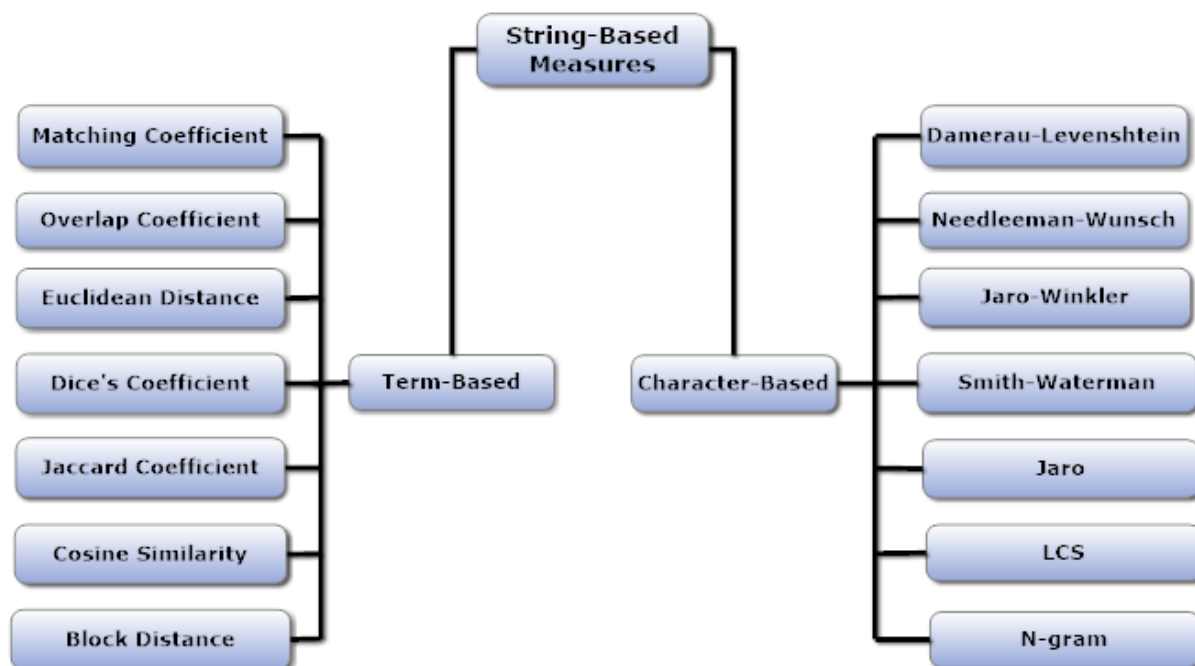 String-Based
Measures
Matching Coefficient
Overlap Coefficient
Euclidean Distance
Dice's Coefficient
Jaccard Coefficient
Cosine Similarity
Block Distance
Term-Based
Character-Based
Damerau-Levenshtein
Needleeman-Wunsch
Jaro-Winkler
Smith-Waterman
Jaro
LCS
N-gram